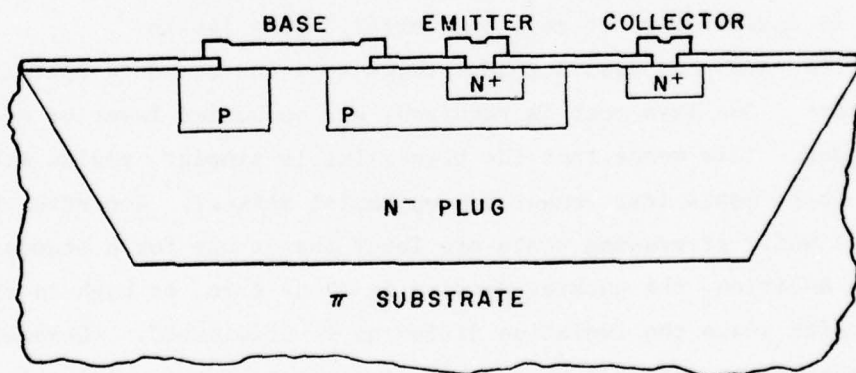 BASE EMITTER COLLECTOR
N+ N+
P P
N- PLUG
π SUBSTRATE